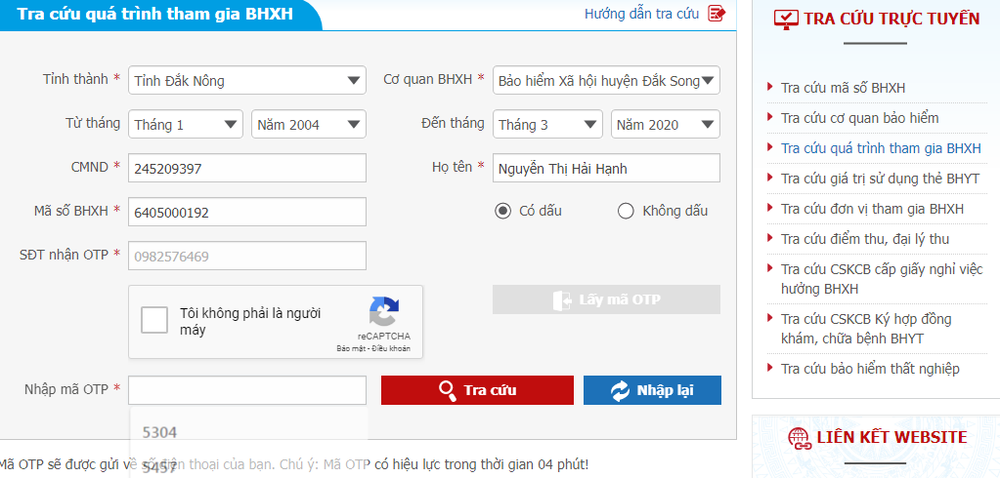 Tra cứu quá trình tham gia BHXH
Hướng dẫn tra cứu
Tỉnh thành * Tỉnh Đắk Nông Cơ quan BHXH * Bảo hiểm Xã hội huyện Đắk Song
Từ tháng Tháng 1 Năm 2004 Đến tháng Tháng 3 Năm 2020
CMND * 245209397 Họ tên * Nguyễn Thị Hải Hạnh
Mã số BHXH * 6405000192 Có dấu Không dấu
SĐT nhận OTP * 0982576469
Tôi không phải là người
máy
reCAPTCHA
Bảo mật - Điều khoản
Lấy mã OTP
Nhập mã OTP * Tra cứu Nhập lại
5304
5457
Mã OTP sẽ được gửi về số điện thoại của bạn. Chú ý: Mã OTP có hiệu lực trong thời gian 04 phút!
TRA CỨU TRỰC TUYẾN
Tra cứu mã số BHXH
Tra cứu cơ quan bảo hiểm
Tra cứu quá trình tham gia BHXH
Tra cứu giá trị sử dụng thẻ BHYT
Tra cứu đơn vị tham gia BHXH
Tra cứu điểm thu, đại lý thu
Tra cứu CSKCB cấp giấy nghỉ việc
hưởng BHXH
Tra cứu CSKCB Ký hợp đồng
khám, chữa bệnh BHYT
Tra cứu bảo hiểm thất nghiệp
LIÊN KẾT WEBSITE